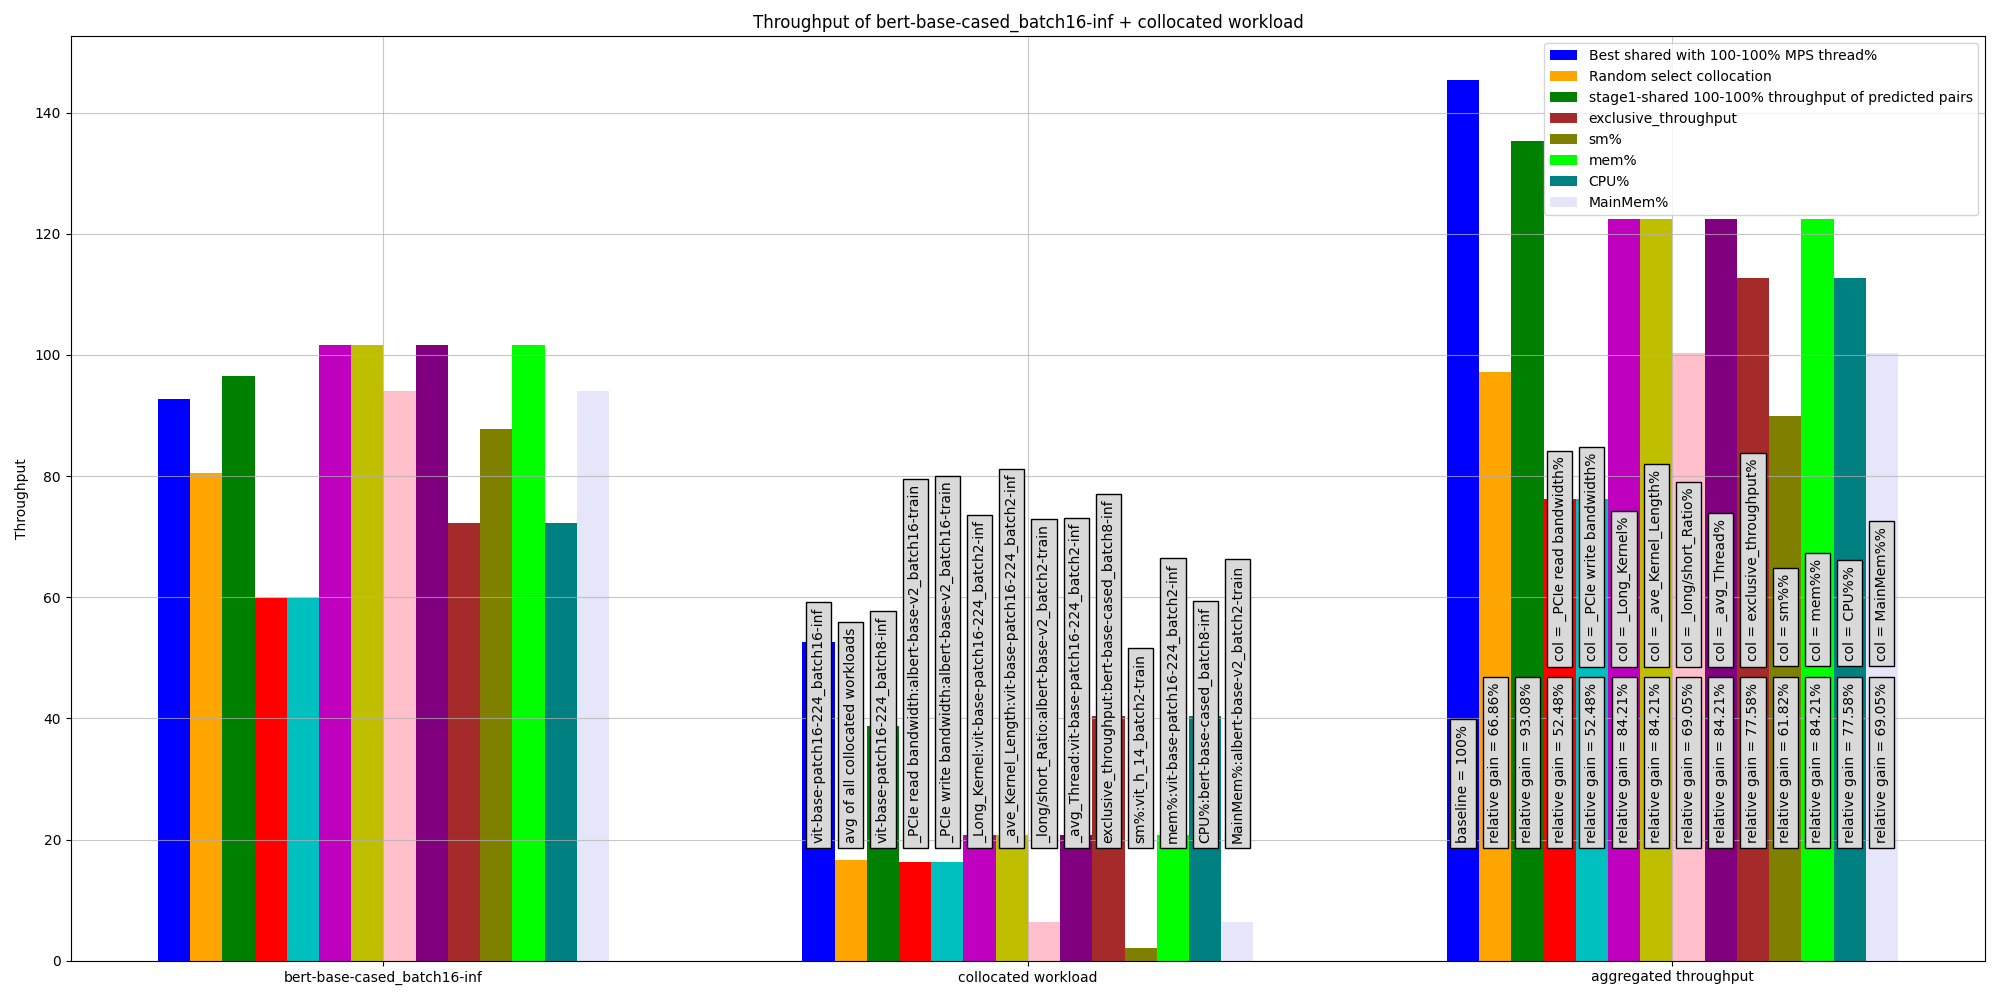 Throughput of bert-base-cased_batch16-inf + collocated workload
Best shared with 100-100% MPS thread%
Random select collocation
stage1-shared 100-100% throughput of predicted pairs
exclusive_throughput
sm%
mem%
CPU%
MainMem%
Throughput
140
120
100
80
60
40
20
0
vit-base-patch16-224_batch16-inf
avg of all collocated workloads
vit-base-patch16-224_batch8-inf
_PCIe read bandwidth:albert-base-v2_batch16-train
_PCIe write bandwidth:albert-base-v2_batch16-train
_Long_Kernel:vit-base-patch16-224_batch2-inf
_ave_Kernel_Length:vit-base-patch16-224_batch2-inf
_long/short_Ratio:albert-base-v2_batch2-train
_avg_Thread:vit-base-patch16-224_batch2-inf
exclusive_throughput:bert-base-cased_batch8-inf
sm%:vit_h_14_batch2-train
mem%:vit-base-patch16-224_batch2-inf
CPU%:bert-base-cased_batch8-inf
MainMem%:albert-base-v2_batch2-train
col = _PCIe read bandwidth%
col = _PCIe write bandwidth%
col = _Long_Kernel%
col = _ave_Kernel_Length%
col = _long/short_Ratio%
col = _avg_Thread%
col = exclusive_throughput%
col = sm%%
col = mem%%
col = CPU%%
col = MainMem%%
baseline = 100%
relative gain = 66.86%
relative gain = 93.08%
relative gain = 52.48%
relative gain = 52.48%
relative gain = 84.21%
relative gain = 84.21%
relative gain = 69.05%
relative gain = 84.21%
relative gain = 77.58%
relative gain = 61.82%
relative gain = 84.21%
relative gain = 77.58%
relative gain = 69.05%
bert-base-cased_batch16-inf
collocated workload
aggregated throughput